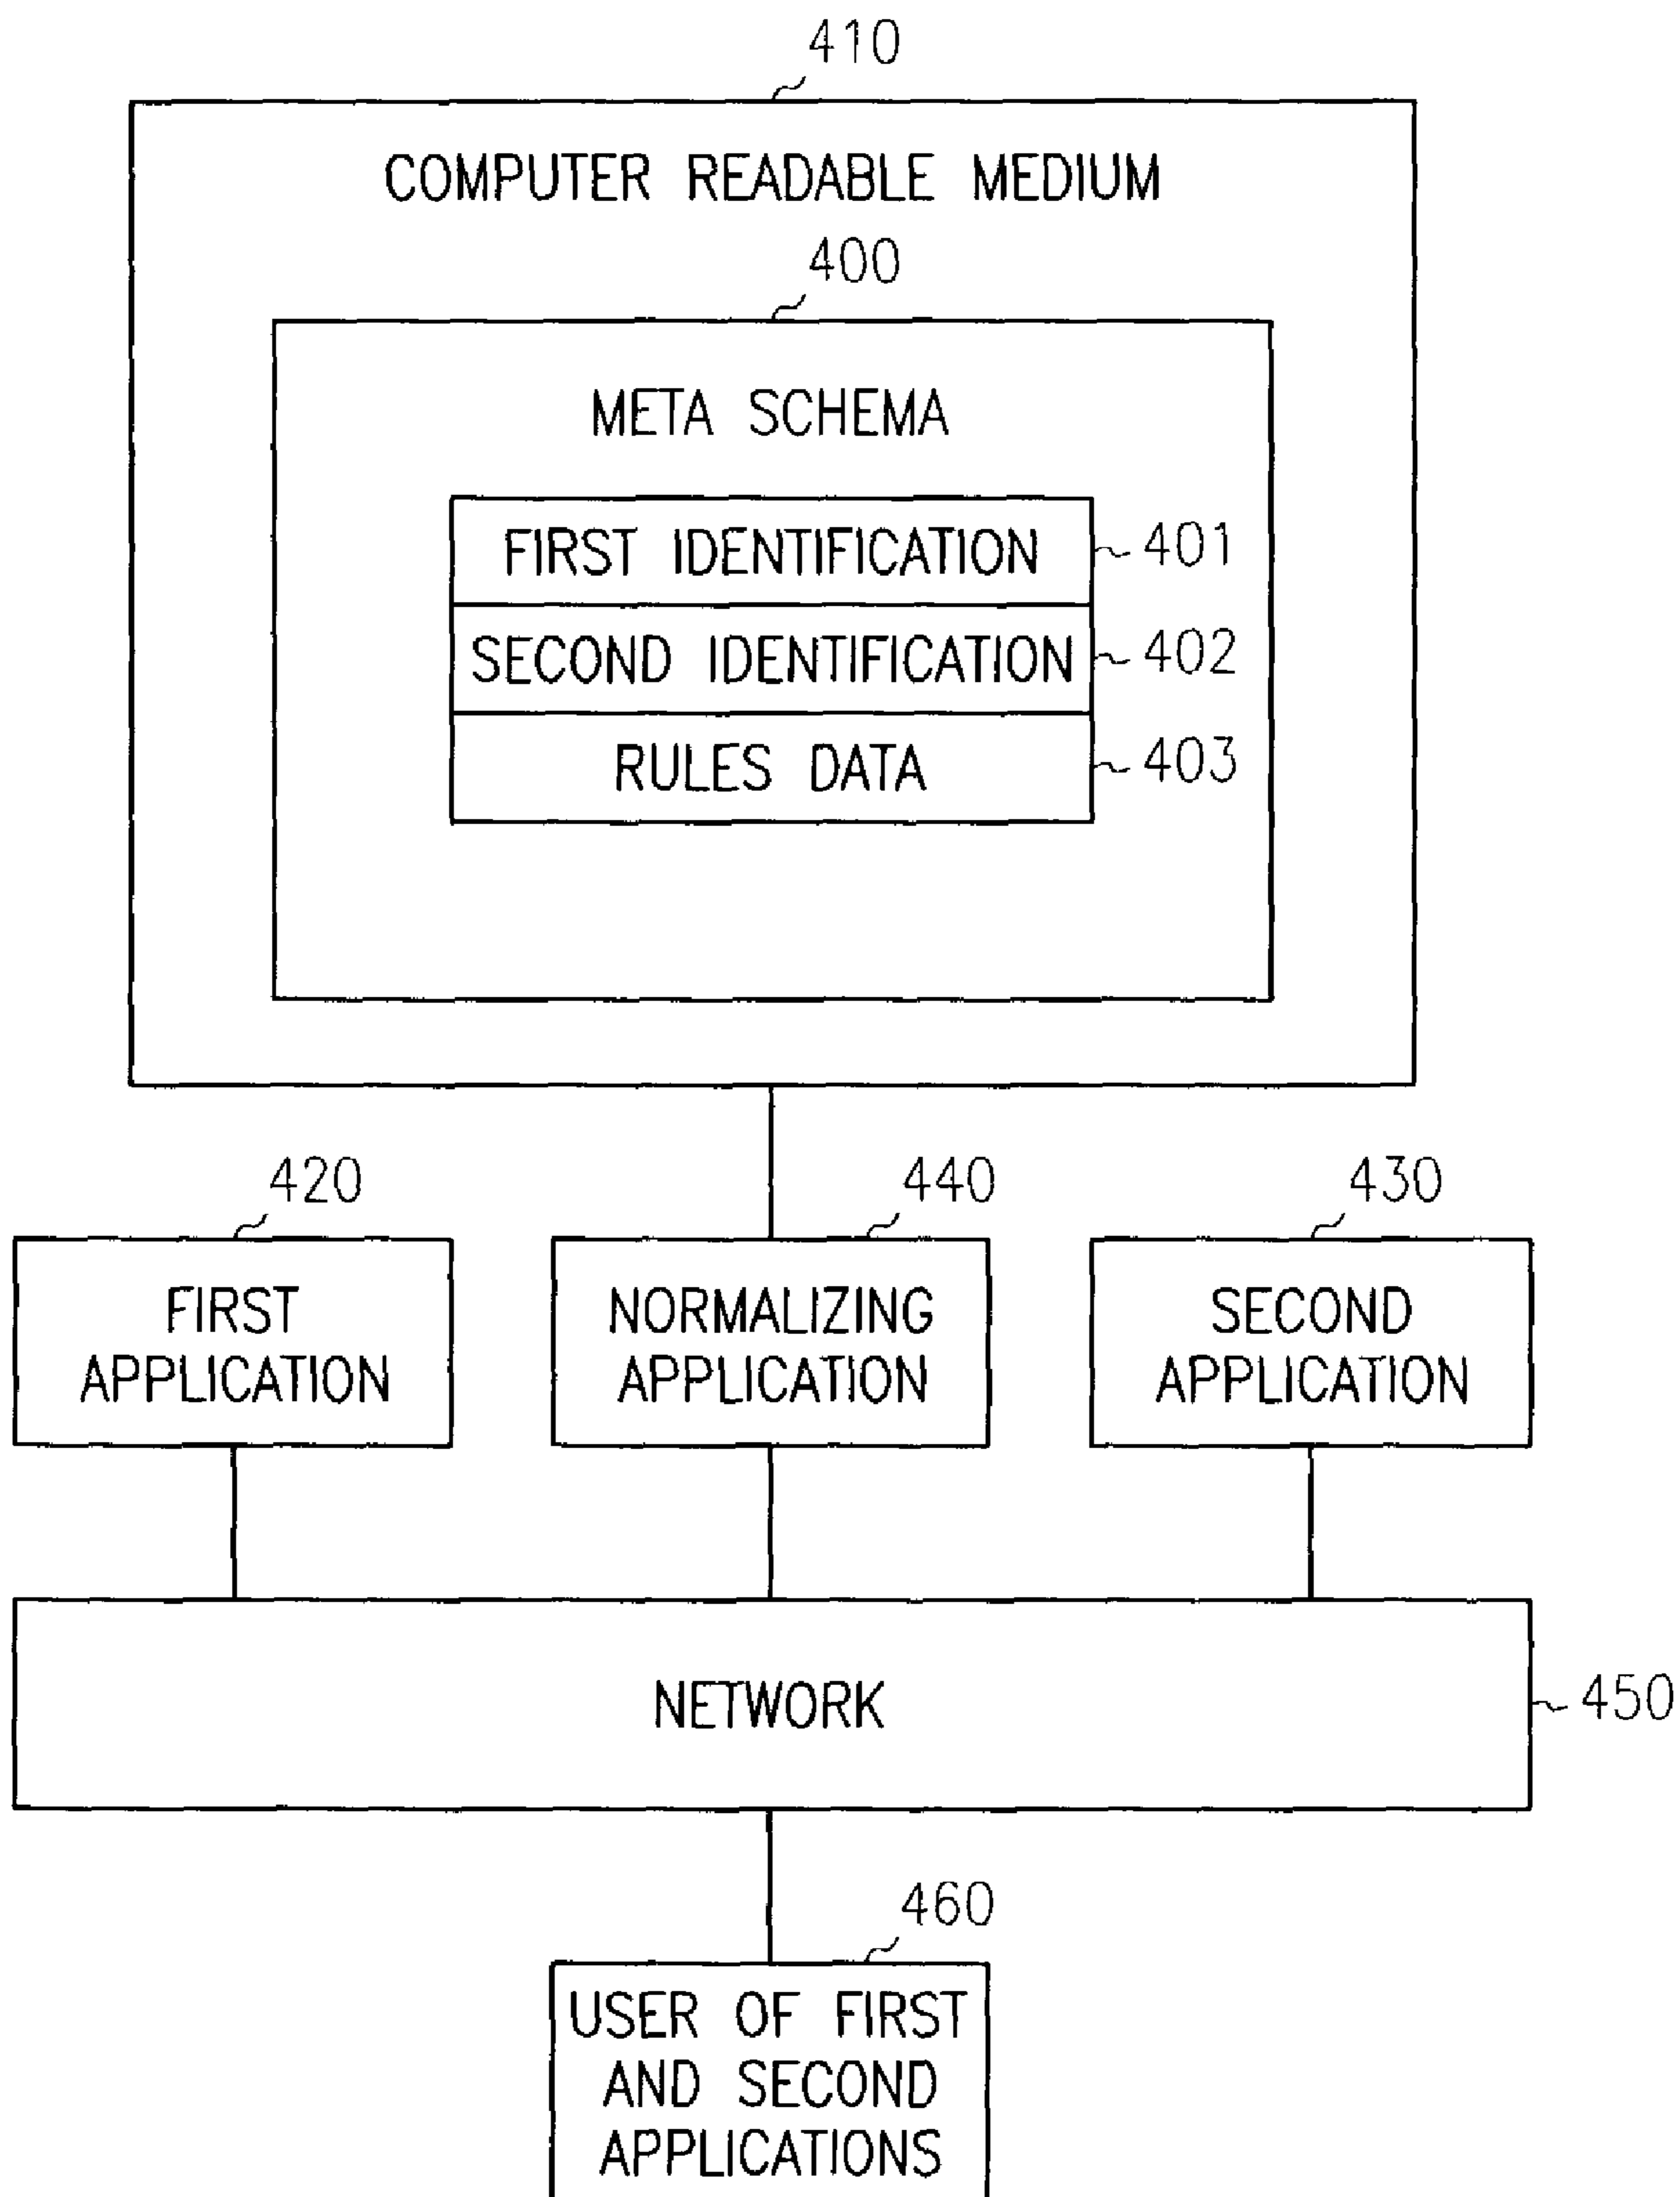 410
COMPUTER READABLE MEDIUM
400
META SCHEMA
FIRST IDENTIFICATION 401
SECOND IDENTIFICATION 402
RULES DATA 403
420 440 430
FIRST NORMALIZING SECOND
APPLICATION APPLICATION APPLICATION
NETWORK 450
460
USER OF FIRST
AND SECOND
APPLICATIONS